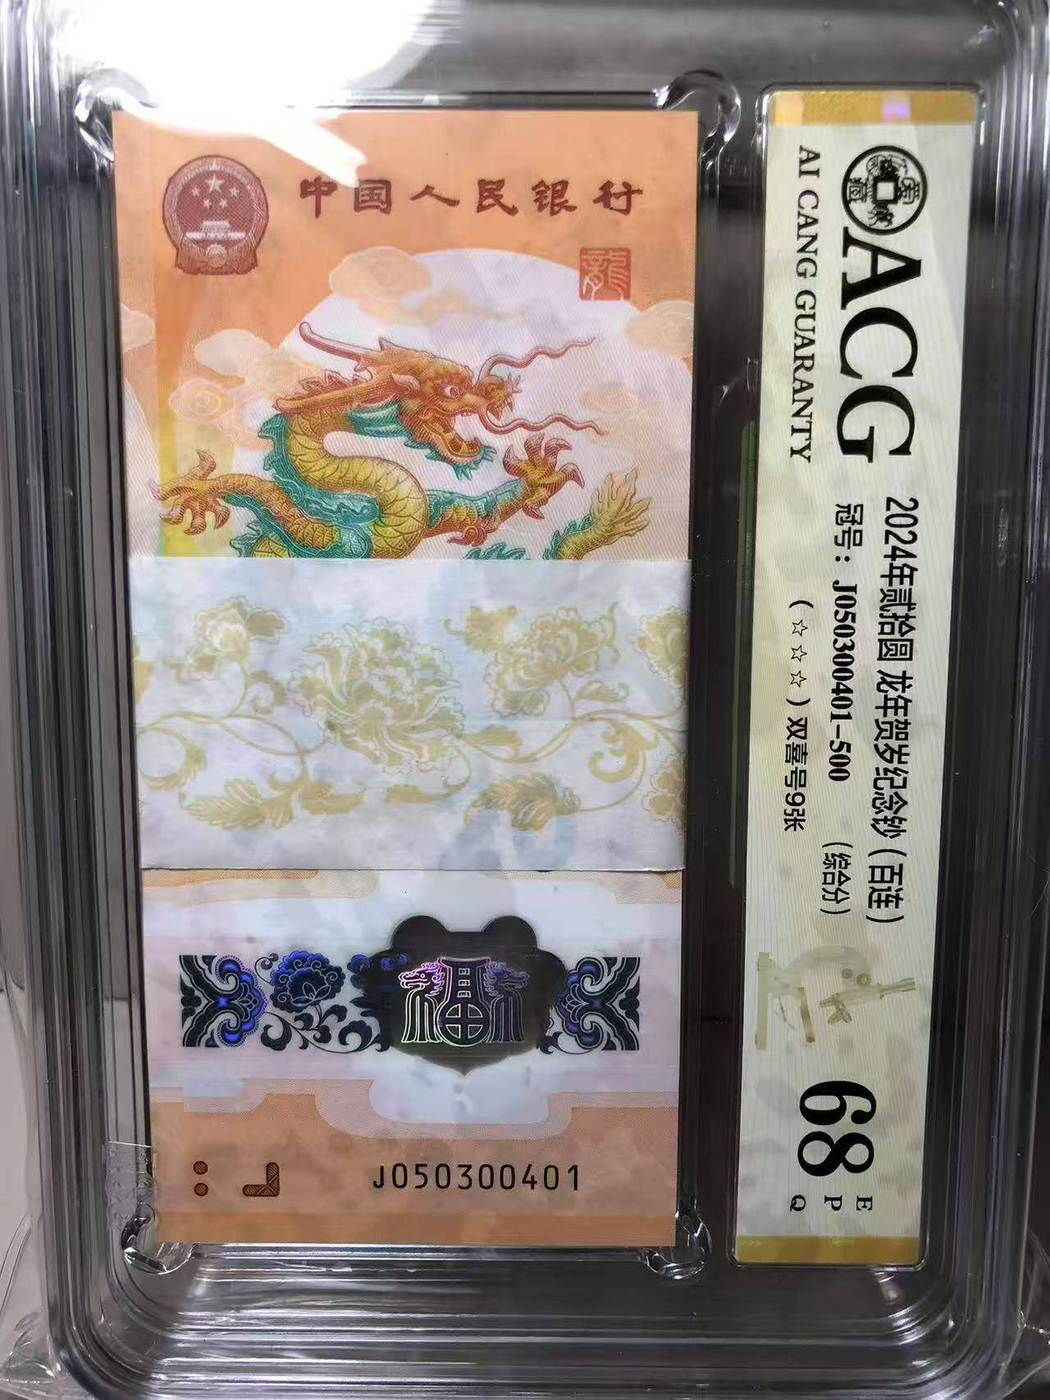 中国人民银行
龍
J050300401
ACG
AI CANG GUARANTY
2024年贰拾圆 龙年贺岁纪念钞（百连）
冠号：J050300401-500 （综合分）
（☆☆☆）双喜号9张
68
Q P E